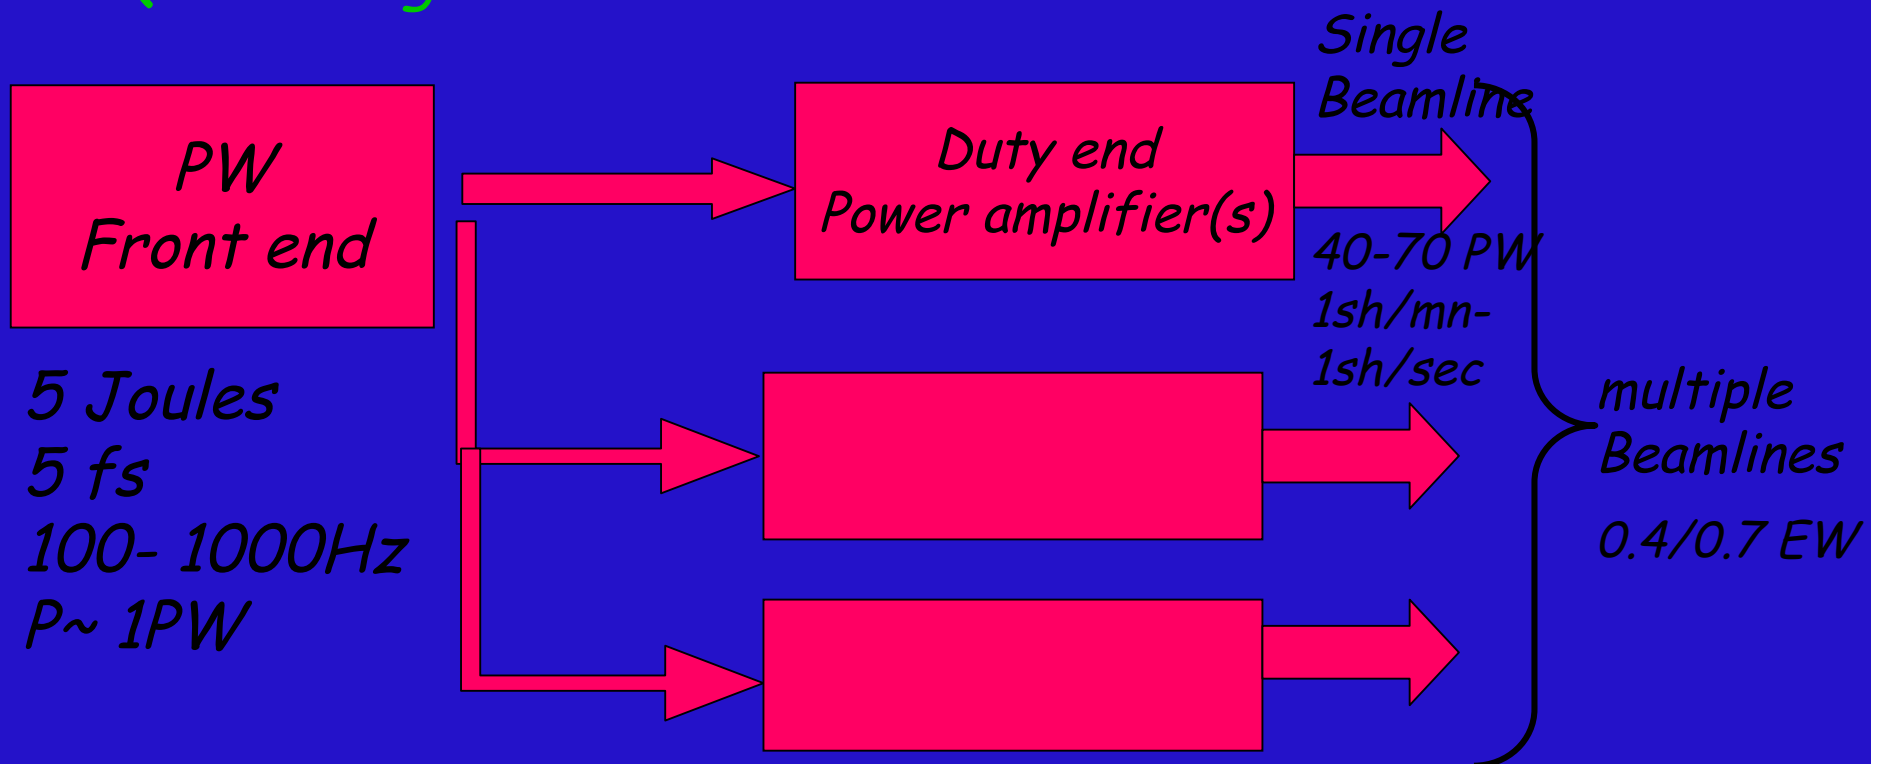 PW
Front end
5 Joules
5 fs
100- 1000Hz
P~ 1PW
Duty end
Power amplifier(s)
Single
Beamline
40-70 PW
1sh/mn-
1sh/sec
multiple
Beamlines
0.4/0.7 EW